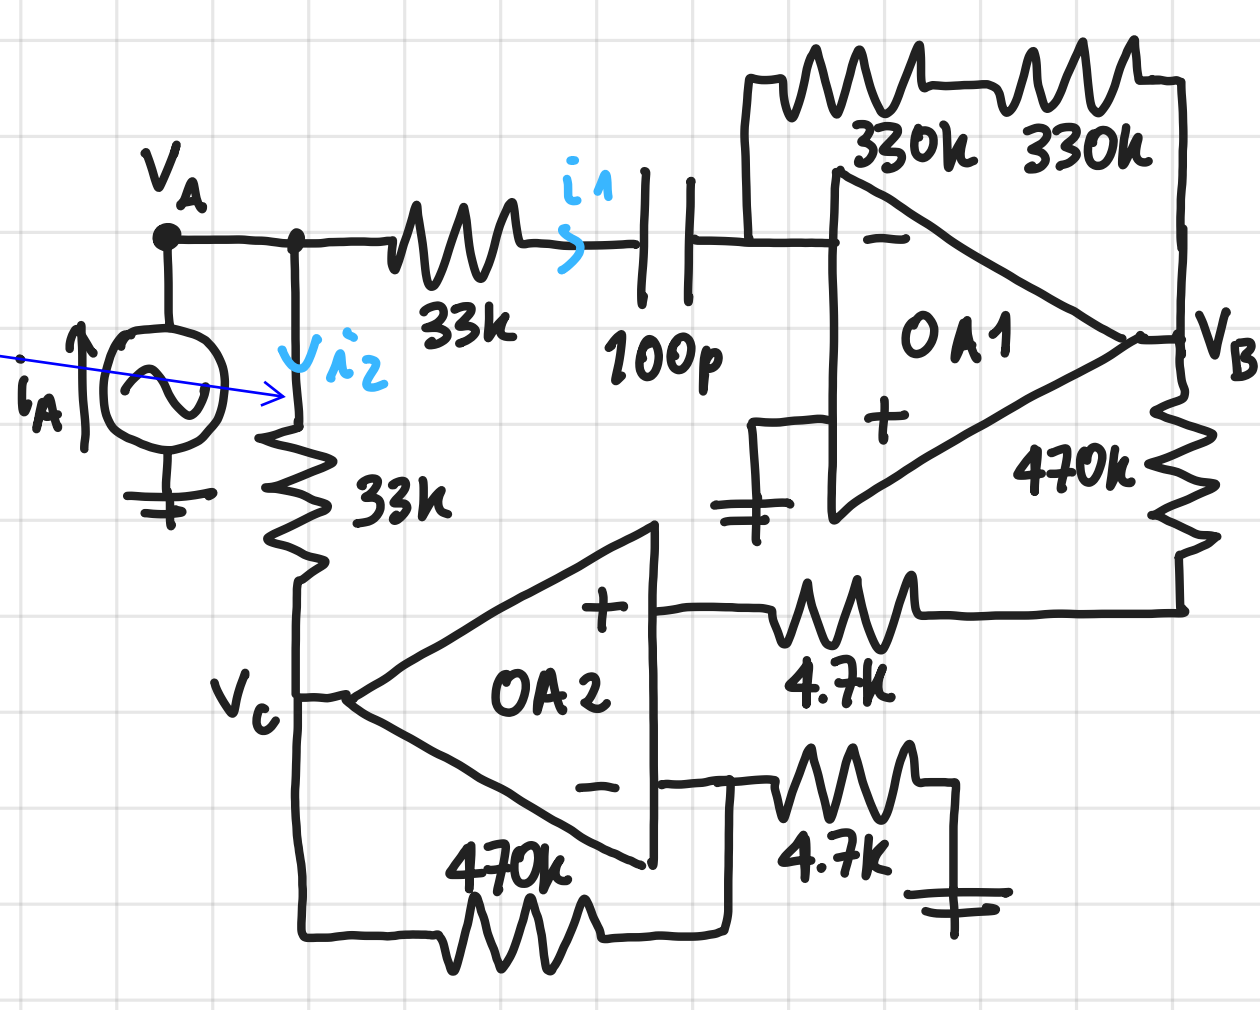 330k 330k
VA
i1
33k
100p
−
OA1
+
VB
i2
iA
470k
33k
+
OA2
−
4.7k
VC
4.7k
470k